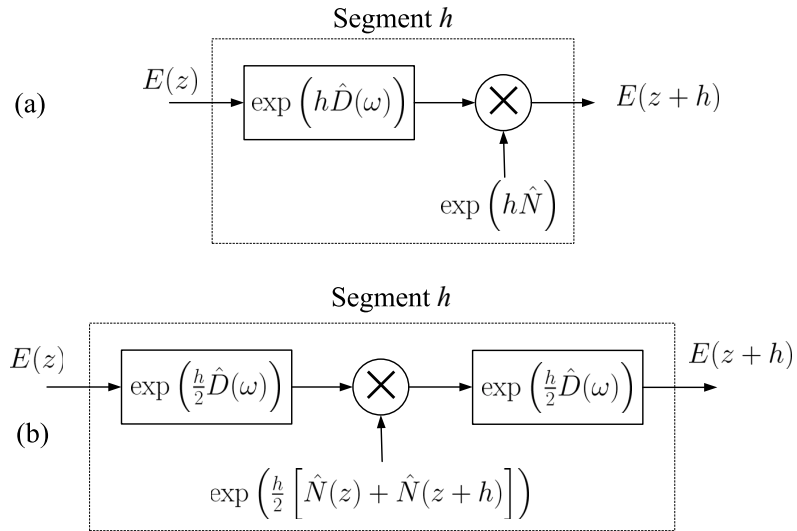 Segment h
(a)
E(z)
exp(hD̂(ω))
×
E(z + h)
exp(hN̂)
Segment h
(b)
E(z)
exp(h/2 D̂(ω))
×
exp(h/2 D̂(ω))
E(z + h)
exp(h/2 [N̂(z) + N̂(z + h)])